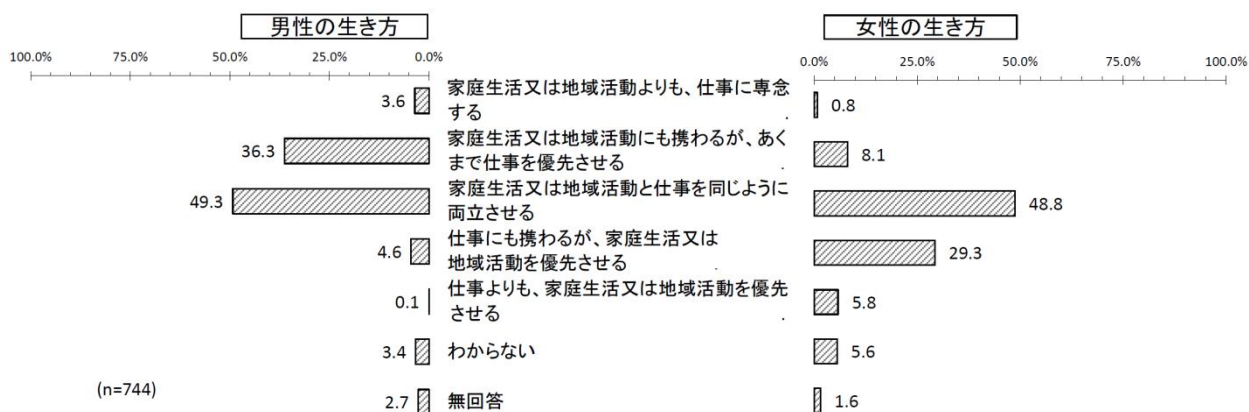 男性の生き方
女性の生き方
100.0% 75.0% 50.0% 25.0% 0.0%
0.0% 25.0% 50.0% 75.0% 100.0%
3.6
家庭生活又は地域活動よりも、仕事に専念
する
0.8
36.3
家庭生活又は地域活動にも携わるが、あく
まで仕事を優先させる
8.1
49.3
家庭生活又は地域活動と仕事を同じように
両立させる
48.8
4.6
仕事にも携わるが、家庭生活又は
地域活動を優先させる
29.3
0.1
仕事よりも、家庭生活又は地域活動を優先
させる
5.8
3.4
わからない
5.6
(n=744)
2.7
無回答
1.6